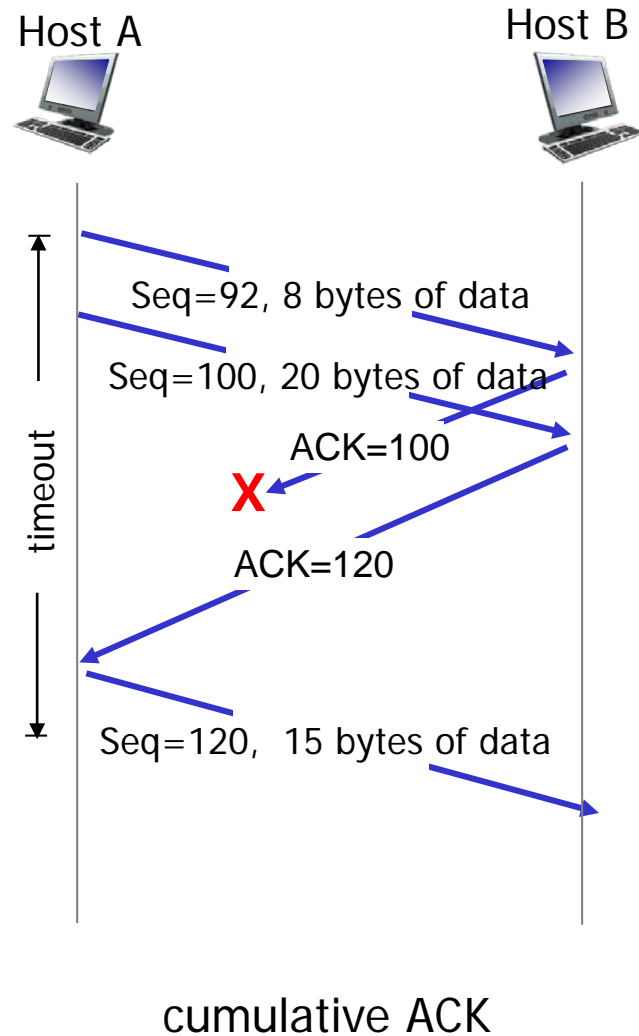 Host A
Host B
Seq=92, 8 bytes of data
Seq=100, 20 bytes of data
timeout
ACK=100
X
ACK=120
Seq=120, 15 bytes of data
cumulative ACK